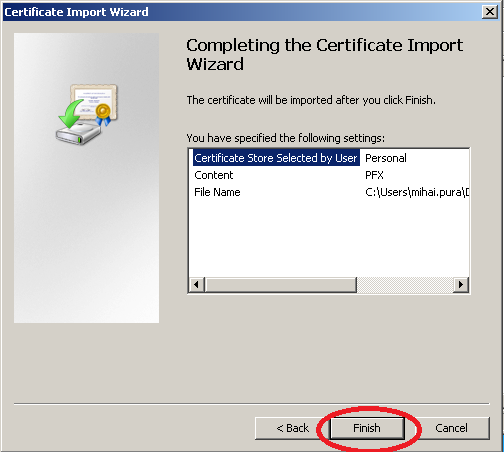 Certificate Import Wizard
Completing the Certificate Import
Wizard
The certificate will be imported after you click Finish.
You have specified the following settings:
Certificate Store Selected by User Personal
Content PFX
File Name C:\Users\mihai.pura\D
< Back Finish Cancel